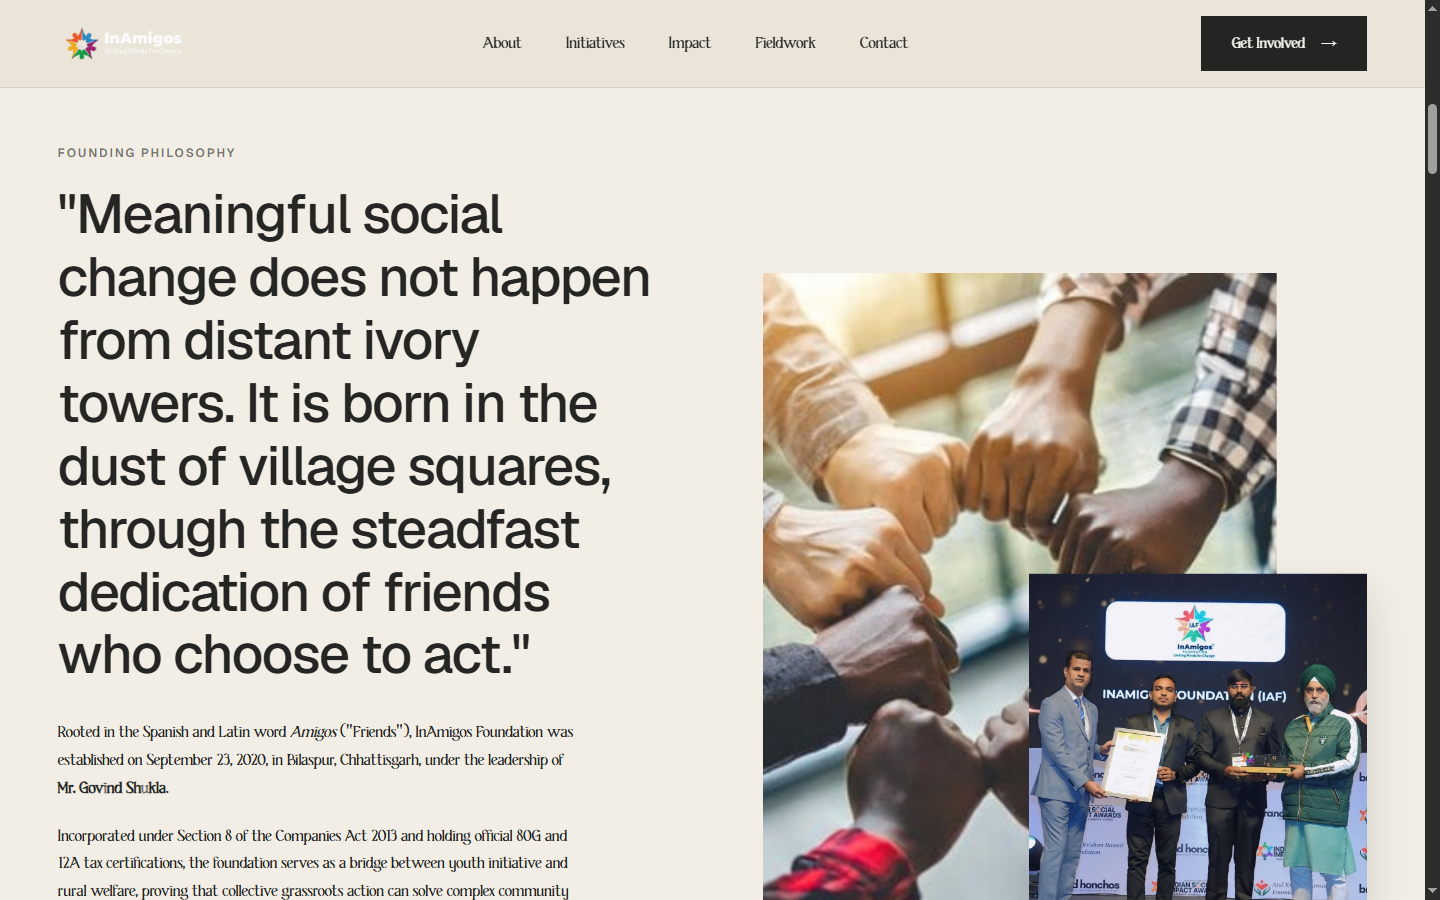 InAmigos
About
Initiatives
Impact
Fieldwork
Contact
Get Involved →
FOUNDING PHILOSOPHY
"Meaningful social
change does not happen
from distant ivory
towers. It is born in the
dust of village squares,
through the steadfast
dedication of friends
who choose to act."
Rooted in the Spanish and Latin word Amigos ("Friends"), InAmigos Foundation was
established on September 23, 2020, in Bilaspur, Chhattisgarh, under the leadership of
Mr. Govind Shukla.
Incorporated under Section 8 of the Companies Act 2013 and holding official 80G and
12A tax certifications, the foundation serves as a bridge between youth initiative and
rural welfare, proving that collective grassroots action can solve complex community
IAF
InAmigos
FOUNDATION
(IAF)